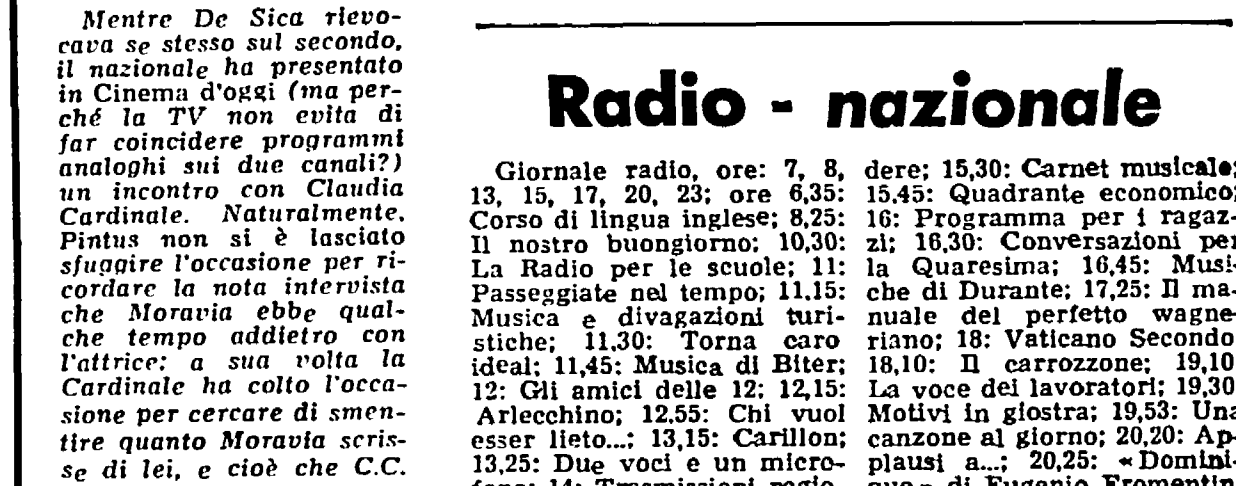 Mentre De Sica rievo-
cava se stesso sul secondo,
il nazionale ha presentato
in Cinema d'oggi (ma per-
ché la TV non evita di
far coincidere programmi
analoghi sui due canali?)
un incontro con Claudia
Cardinale. Naturalmente,
Pintus non si è lasciato
sfuggire l'occasione per ri-
cordare la nota intervista
che Moravia ebbe qual-
che tempo addietro con
l'attrice: a sua volta la
Cardinale ha colto l'occa-
sione per cercare di smen-
tire quanto Moravia scris-
se di lei, e cioè che C.C.
Radio - nazionale
Giornale radio, ore: 7, 8,
13, 15, 17, 20, 23; ore 6,35:
Corso di lingua inglese; 8,25:
Il nostro buongiorno; 10,30:
La Radio per le scuole; 11:
Passeggiate nel tempo; 11.15:
Musica e divagazioni turi-
stiche; 11.30: Torna caro
ideal; 11,45: Musica di Biter;
12: Gli amici delle 12; 12,15:
Arlecchino; 12.55: Chi vuol
esser lieto...; 13,15: Carillon;
13,25: Due voci e un micro-
fono; 14: Trasmissioni regio-
dere; 15,30: Carnet musicale;
15.45: Quadrante economico;
16: Programma per i ragaz-
zi; 16,30: Conversazioni per
la Quaresima; 16,45: Musi-
che di Durante; 17,25: Il ma-
nuale del perfetto wagne-
riano; 18: Vaticano Secondo
18,10: Il carrozzone; 19,10
La voce dei lavoratori; 19,30
Motivi in giostra; 19,53: Una
canzone al giorno; 20,20: Ap-
plausi a...; 20,25: «Domini-
que» di Eugenio Fromentin